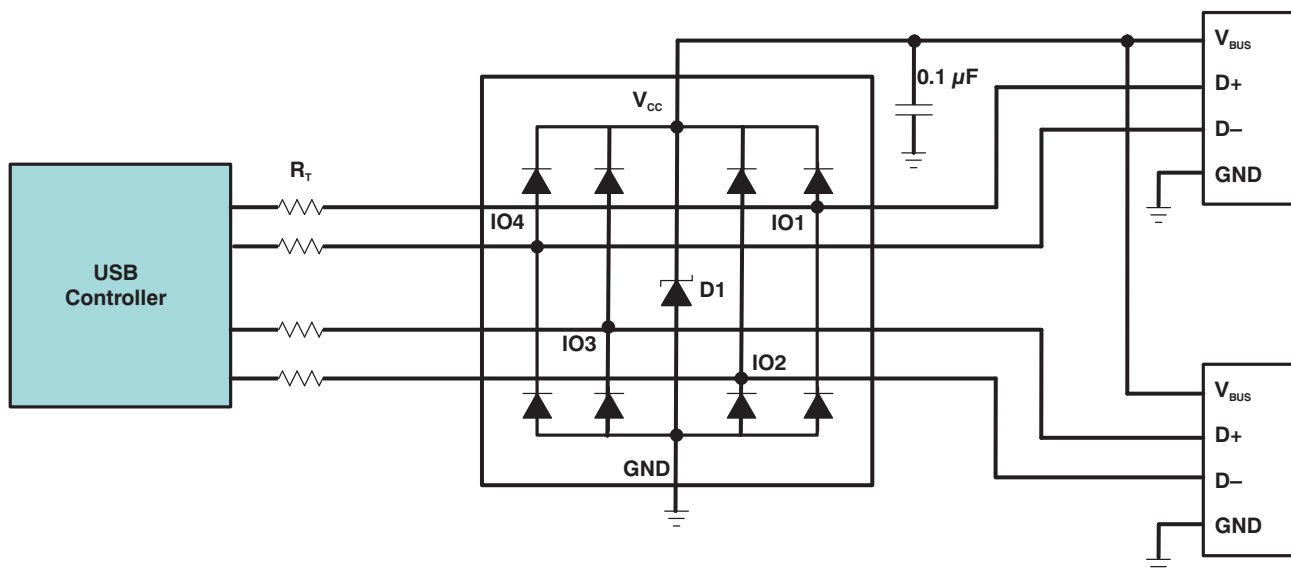 V_BUS
0.1 µF
D+
V_CC
D–
R_T
GND
IO4
IO1
USB
Controller
D1
IO3
IO2
V_BUS
D+
GND
D–
GND